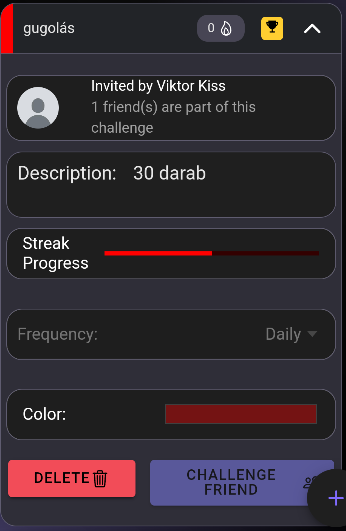 gugolás
0
Invited by Viktor Kiss
1 friend(s) are part of this
challenge
Description: 30 darab
Streak
Progress
Frequency: Daily
Color:
DELETE
CHALLENGE
FRIEND